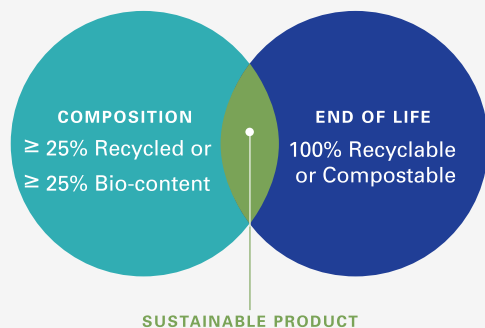 COMPOSITION
≥ 25% Recycled or
≥ 25% Bio-content
END OF LIFE
100% Recyclable
or Compostable
SUSTAINABLE PRODUCT